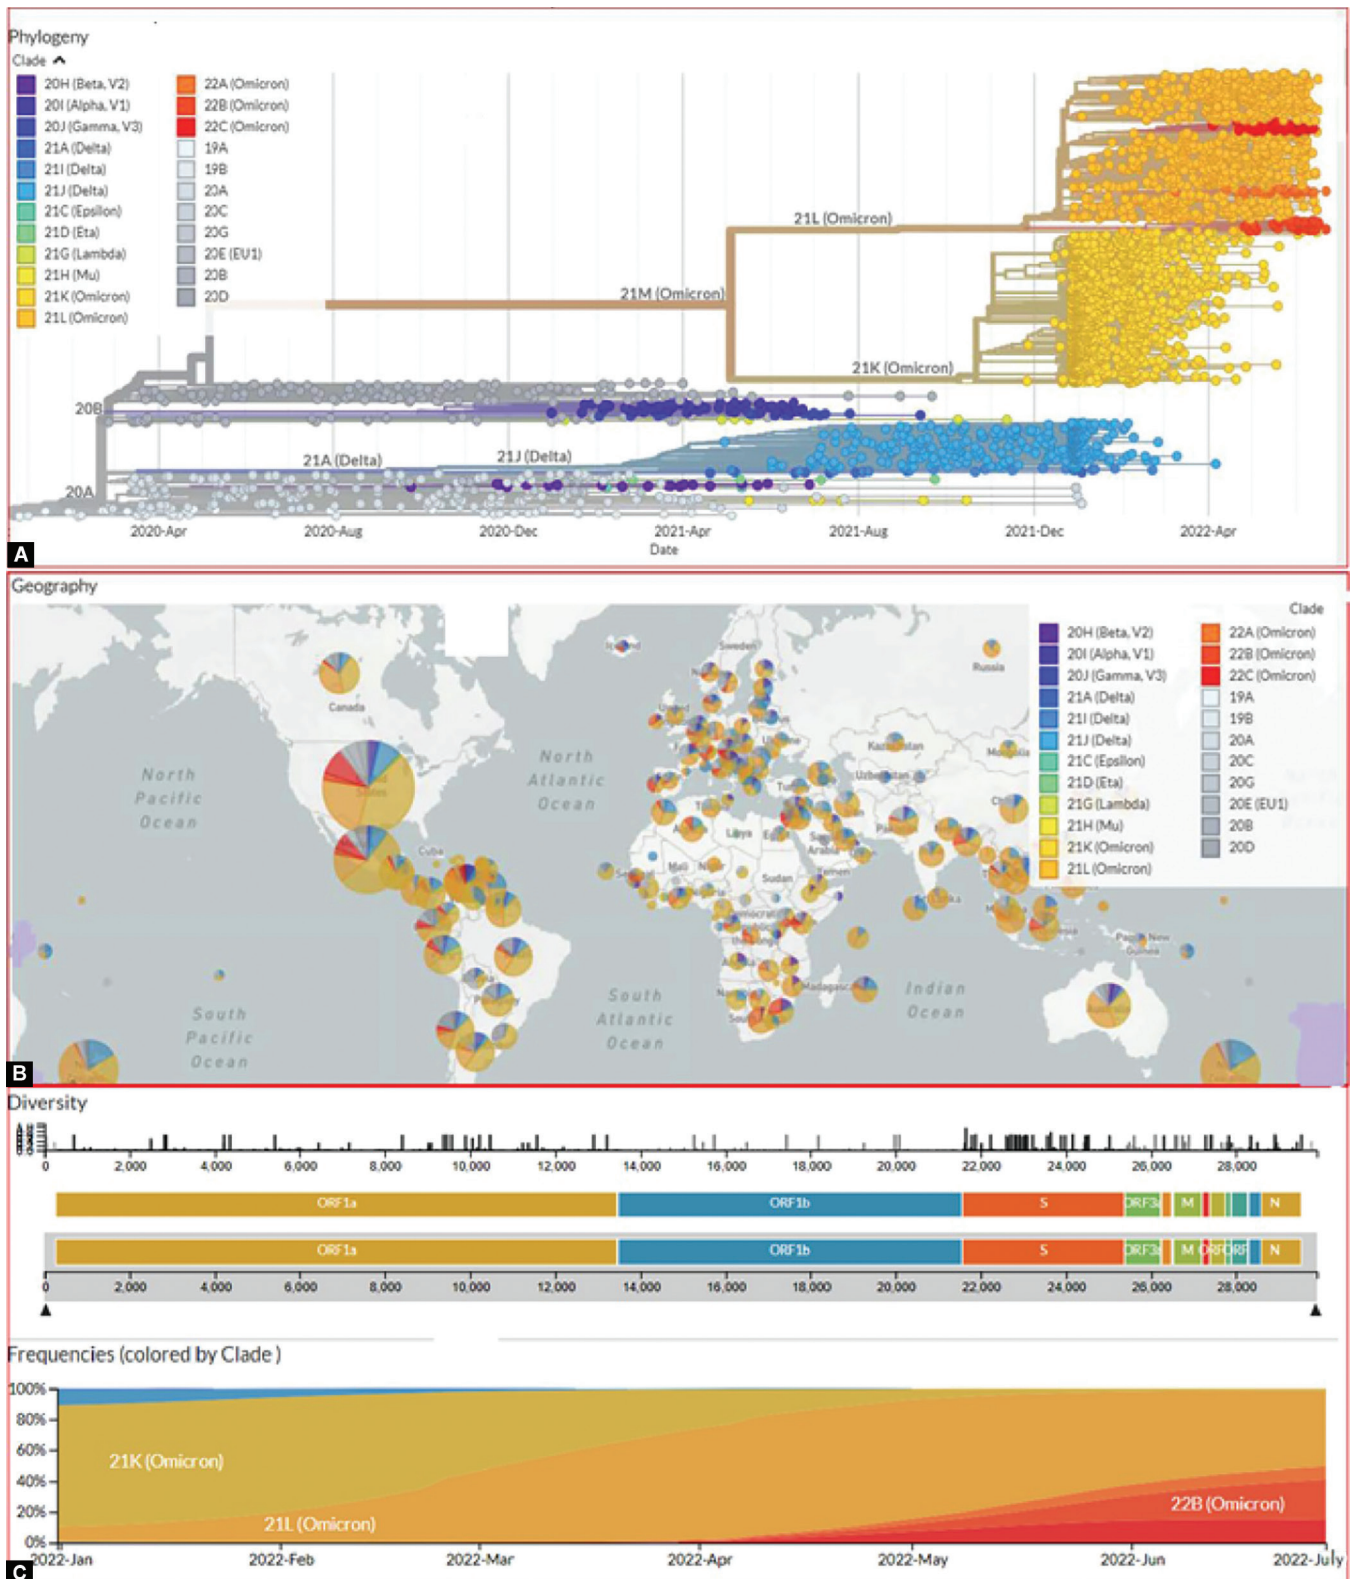 Phylogeny
Clade
20H (Beta, V2)
20I (Alpha, V1)
20J (Gamma, V3)
21A (Delta)
21I (Delta)
21J (Delta)
21C (Epsilon)
21D (Eta)
21G (Lambda)
21H (Mu)
21K (Omicron)
21L (Omicron)
22A (Omicron)
22B (Omicron)
22C (Omicron)
19A
19B
20A
20C
20G
20E (EU1)
20B
20D
21L (Omicron)
21M (Omicron)
21K (Omicron)
20B
21A (Delta)
21J (Delta)
20A
2020-Apr 2020-Aug 2020-Dec 2021-Apr 2021-Aug 2021-Dec 2022-Apr
Date
A
Geography
Clade
20H (Beta, V2)
20I (Alpha, V1)
20J (Gamma, V3)
21A (Delta)
21I (Delta)
21J (Delta)
21C (Epsilon)
21D (Eta)
21G (Lambda)
21H (Mu)
21K (Omicron)
21L (Omicron)
22A (Omicron)
22B (Omicron)
22C (Omicron)
19A
19B
20A
20C
20G
20E (EU1)
20B
20D
Sweden
Russia
Canada
Kazakhstan
North
Pacific
Ocean
North
Atlantic
Ocean
Cuba
Libya
Mali
Sudan
Yemen
Madagascar
South
Pacific
Ocean
South
Atlantic
Ocean
Indian
Ocean
Papua New
Guinea
B
Diversity
0 2,000 4,000 6,000 8,000 10,000 12,000 14,000 16,000 18,000 20,000 22,000 24,000 26,000 28,000
ORF1a ORF1b S ORF3a M N
ORF1a ORF1b S ORF3a M ORF ORF N
0 2,000 4,000 6,000 8,000 10,000 12,000 14,000 16,000 18,000 20,000 22,000 24,000 26,000 28,000
Frequencies (colored by Clade )
100%
80%
60%
40%
20%
0%
21K (Omicron)
21L (Omicron)
22B (Omicron)
2022-Jan 2022-Feb 2022-Mar 2022-Apr 2022-May 2022-Jun 2022-July
C